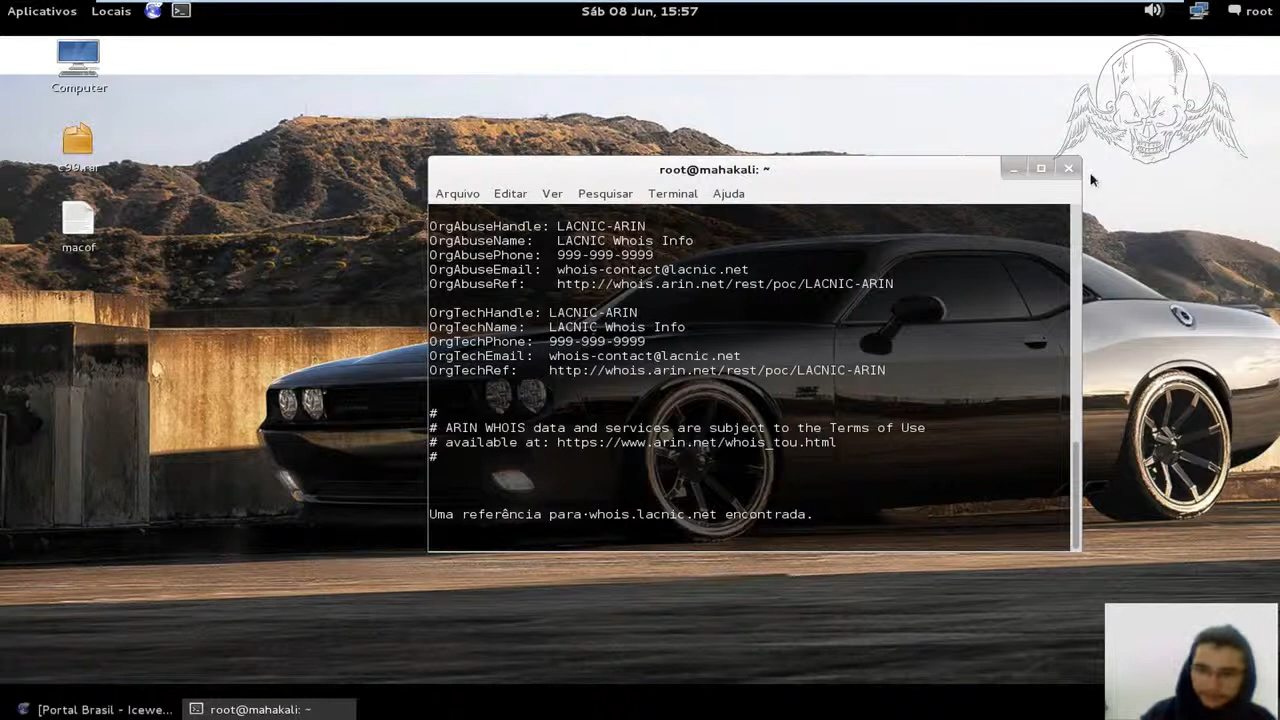 Aplicativos Locais Sáb 08 Jun, 15:57 root
Computer
c99.rar
macof
root@mahakali: ~
Arquivo Editar Ver Pesquisar Terminal Ajuda
OrgAbuseHandle: LACNIC-ARIN
OrgAbuseName: LACNIC Whois Info
OrgAbusePhone: 999-999-9999
OrgAbuseEmail: whois-contact@lacnic.net
OrgAbuseRef: http://whois.arin.net/rest/poc/LACNIC-ARIN
OrgTechHandle: LACNIC-ARIN
OrgTechName: LACNIC Whois Info
OrgTechPhone: 999-999-9999
OrgTechEmail: whois-contact@lacnic.net
OrgTechRef: http://whois.arin.net/rest/poc/LACNIC-ARIN
#
# ARIN WHOIS data and services are subject to the Terms of Use
# available at: https://www.arin.net/whois_tou.html
#
Uma referência para whois.lacnic.net encontrada.
[Portal Brasil - Icewe... root@mahakali: ~